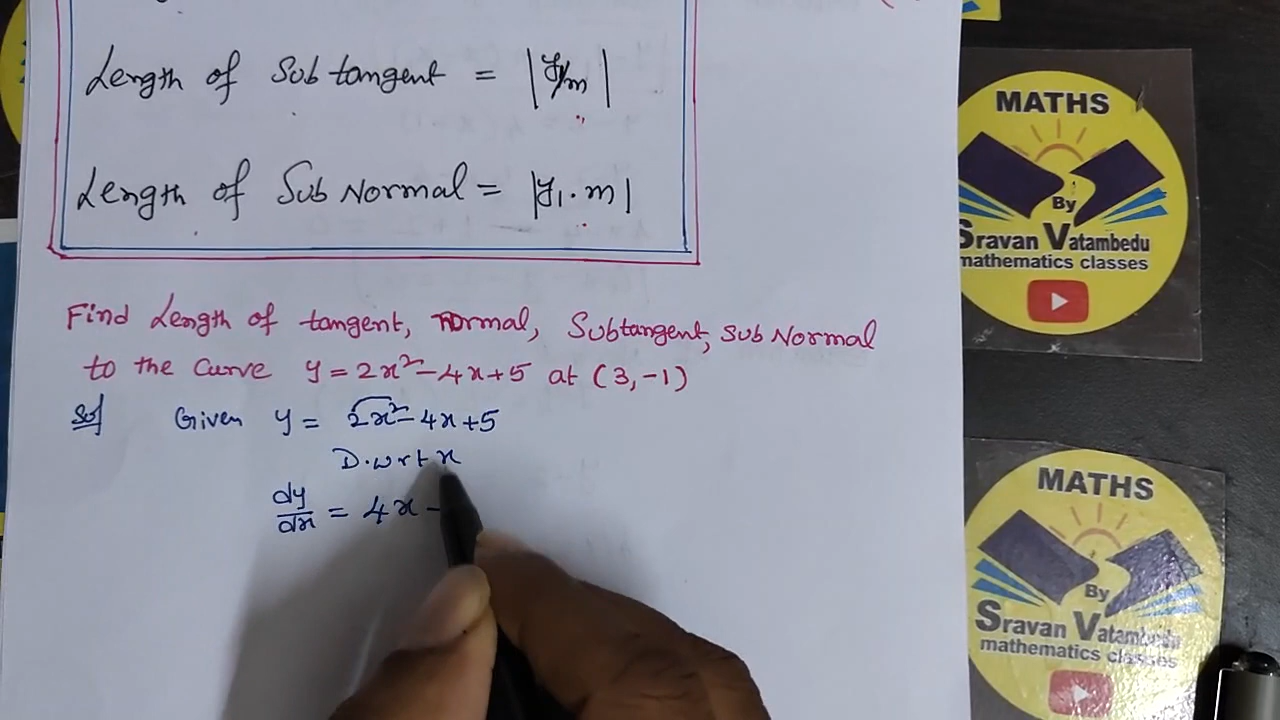 Length of Sub tangent = |y/m|
Length of Sub Normal = |y₁.m|
Find Length of tangent, normal, Subtangent, Sub Normal
to the Curve y = 2x² - 4x + 5 at (3, -1)
Sol Given y = 2x² - 4x + 5
D.w r t x
dy/dx = 4x -
MATHS
By
Sravan Vatambedu
mathematics classes
MATHS
By
Sravan Vatambedu
mathematics classes